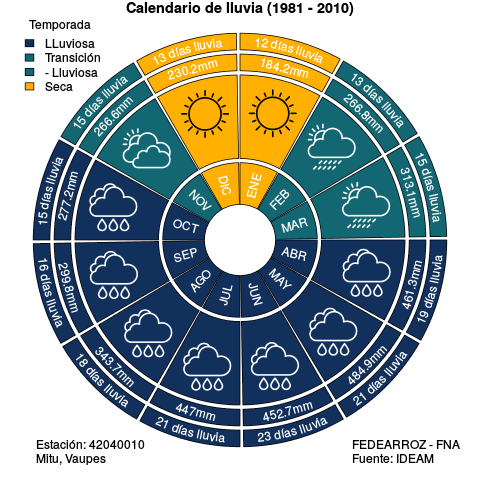 Calendario de lluvia (1981 - 2010)
Temporada
LLuviosa
Transición
- Lluviosa
Seca
12 días lluvia
184.2mm
ENE
13 días lluvia
266.8mm
FEB
15 días lluvia
313.1mm
MAR
19 días lluvia
461.3mm
ABR
21 días lluvia
484.9mm
MAY
23 días lluvia
452.7mm
JUN
21 días lluvia
447mm
JUL
18 días lluvia
343.7mm
AGO
16 días lluvia
299.8mm
SEP
15 días lluvia
277.2mm
OCT
15 días lluvia
266.6mm
NOV
13 días lluvia
230.2mm
DIC
Estación: 42040010
Mitu, Vaupes
FEDEARROZ - FNA
Fuente: IDEAM